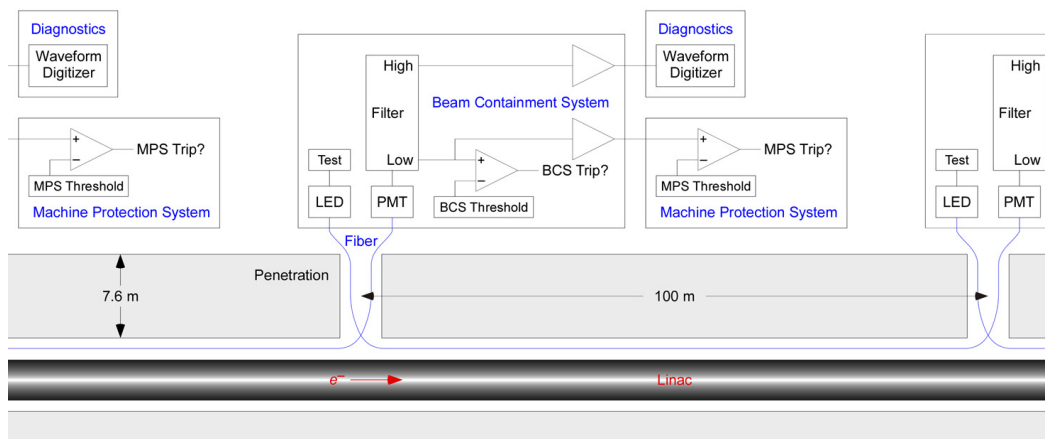 Diagnostics
Waveform
Digitizer
MPS Trip?
MPS Threshold
Machine Protection System
High
Filter
Low
Beam Containment System
Test
LED
PMT
BCS Trip?
BCS Threshold
Diagnostics
Waveform
Digitizer
MPS Trip?
MPS Threshold
Machine Protection System
High
Filter
Low
Test
LED
PMT
Fiber
Penetration
7.6 m
100 m
e–
Linac
+
–
+
–
+
–